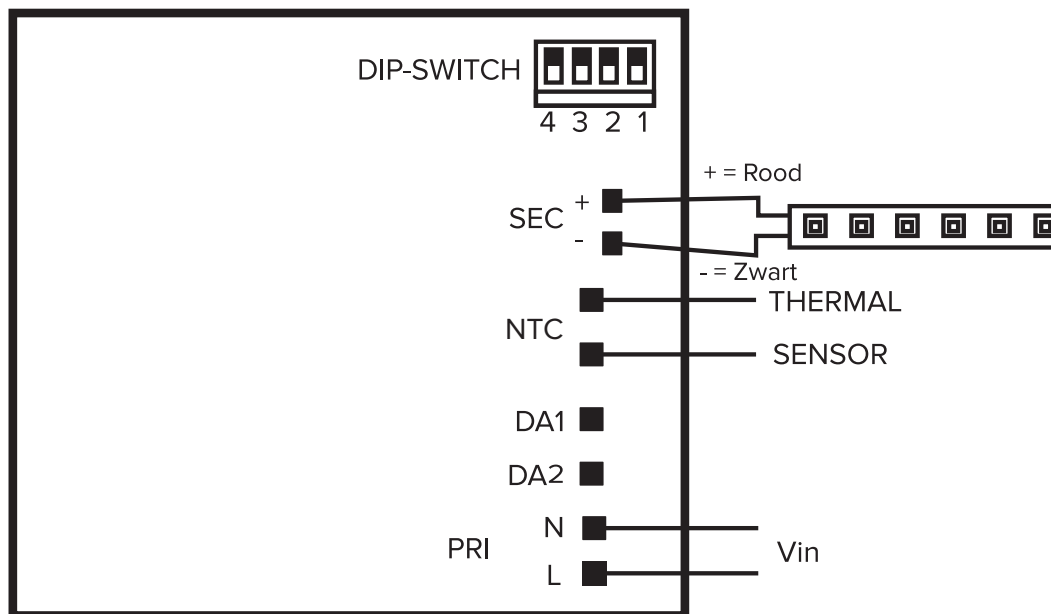 DIP-SWITCH
4 3 2 1
+ = Rood
SEC + -
- = Zwart
THERMAL
NTC
SENSOR
DA1
DA2
N
PRI Vin
L